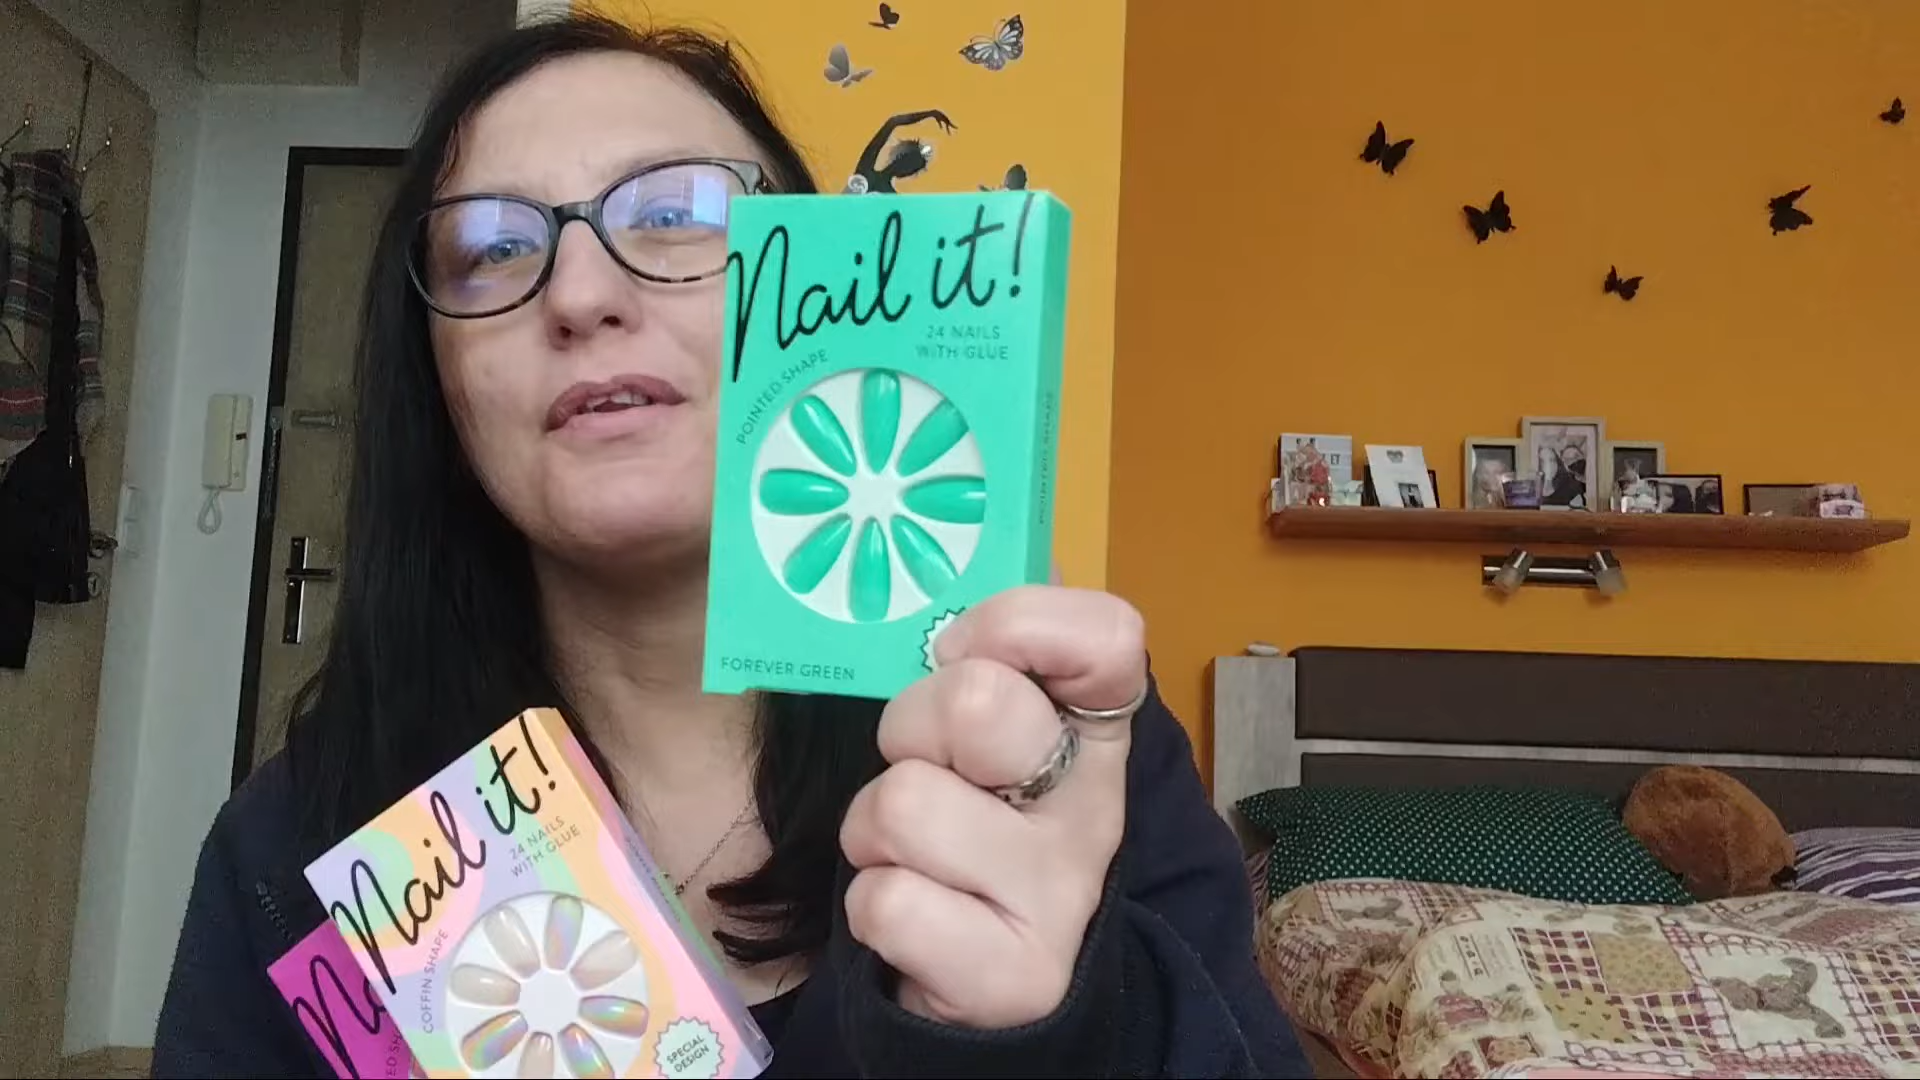 Nail it!
24 NAILS
WITH GLUE
POINTED SHAPE
POINTED SHAPE
FOREVER GREEN
Nail it!
24 NAILS
WITH GLUE
COFFIN SHAPE
SPECIAL
DESIGN